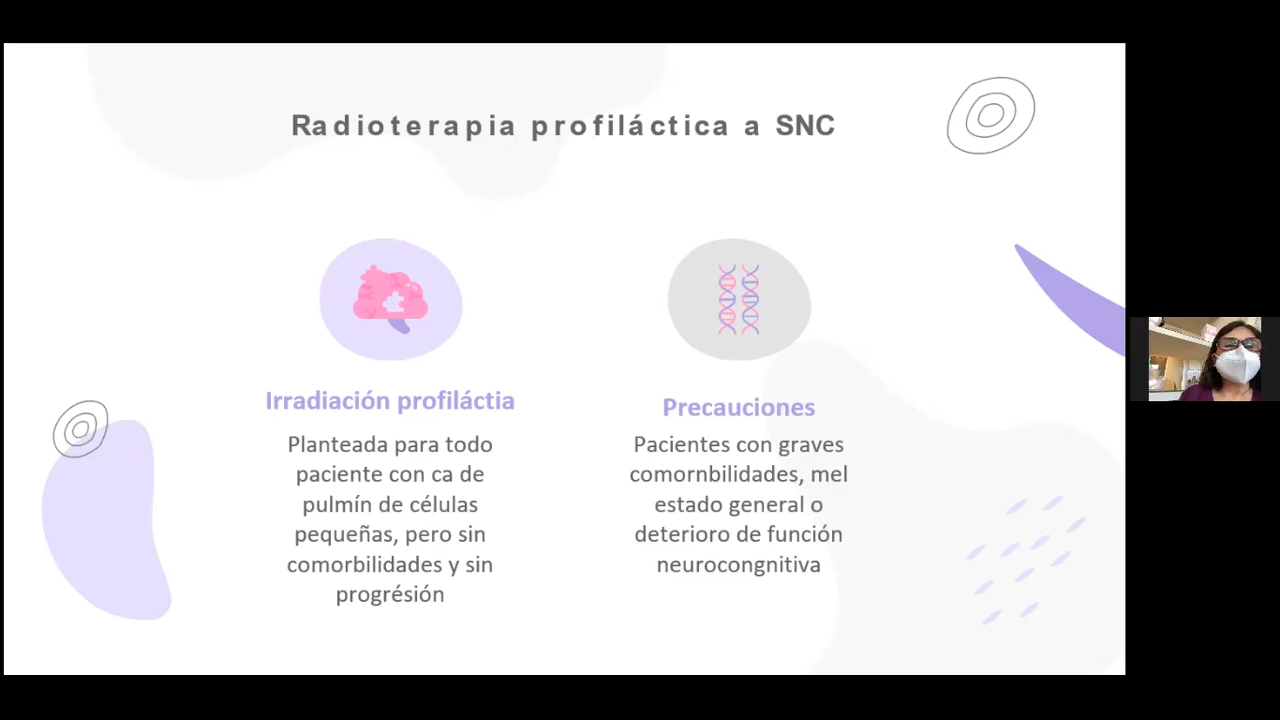 Radioterapia profiláctica a SNC
Irradiación profiláctia
Planteada para todo
paciente con ca de
pulmín de células
pequeñas, pero sin
comorbilidades y sin
progrésión
Precauciones
Pacientes con graves
comornbilidades, mel
estado general o
deterioro de función
neurocongnitiva